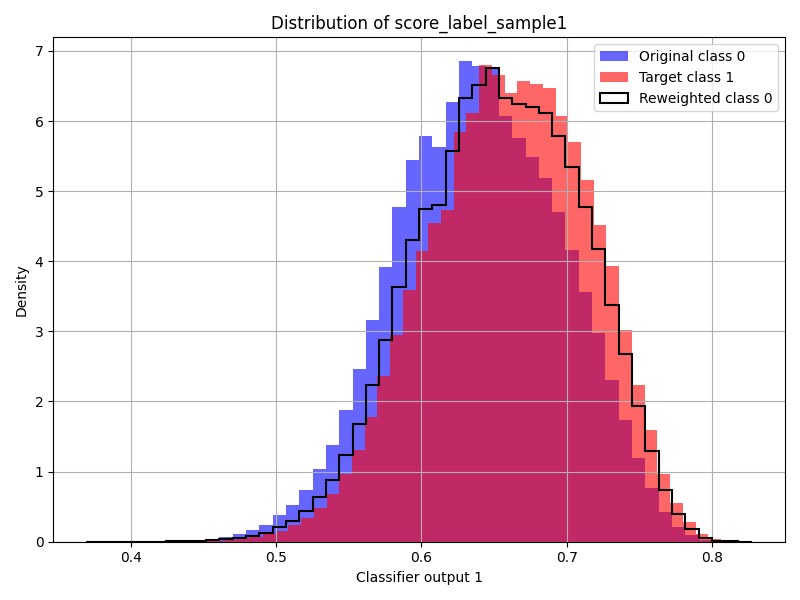 Distribution of score_label_sample1
Original class 0
Target class 1
Reweighted class 0
Density
7
6
5
4
3
2
1
0
0.4 0.5 0.6 0.7 0.8
Classifier output 1